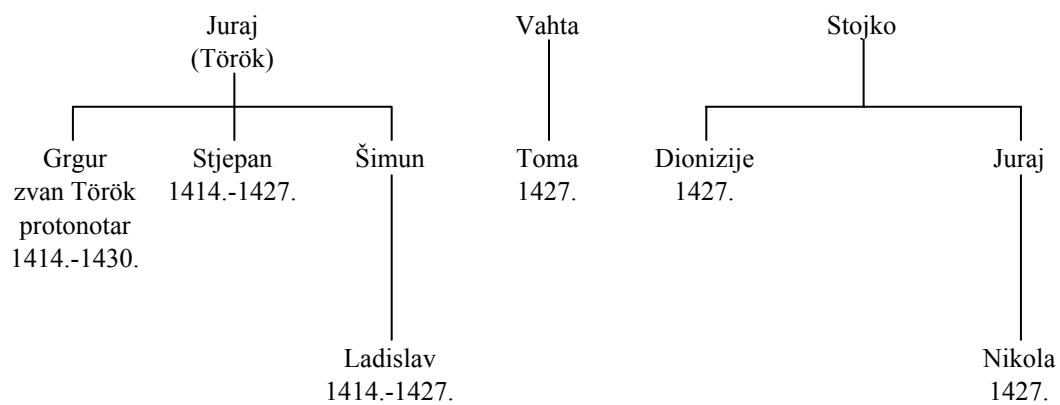 Juraj
(Török)
Vahta
Stojko
Grgur
zvan Török
protonotar
1414.-1430.
Stjepan
1414.-1427.
Šimun
Toma
1427.
Dionizije
1427.
Juraj
Ladislav
1414.-1427.
Nikola
1427.